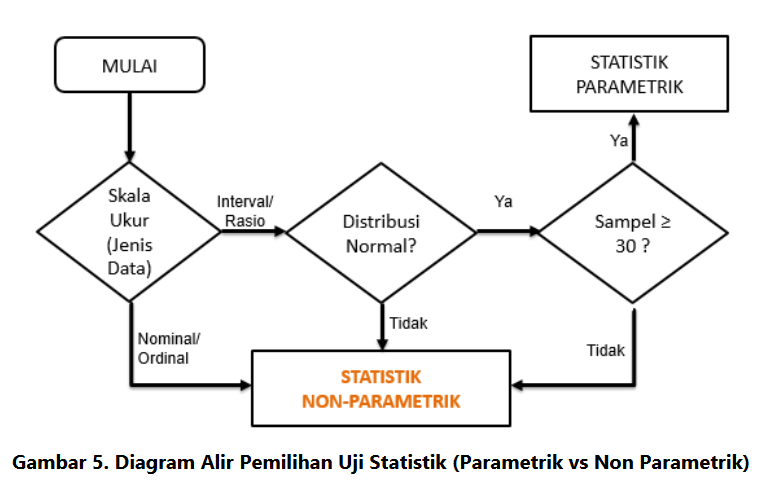 MULAI
STATISTIK
PARAMETRIK
Ya
Skala
Ukur
(Jenis
Data)
Interval/
Rasio
Distribusi
Normal?
Ya
Sampel ≥
30 ?
Nominal/
Ordinal
Tidak
Tidak
STATISTIK
NON-PARAMETRIK
Gambar 5. Diagram Alir Pemilihan Uji Statistik (Parametrik vs Non Parametrik)